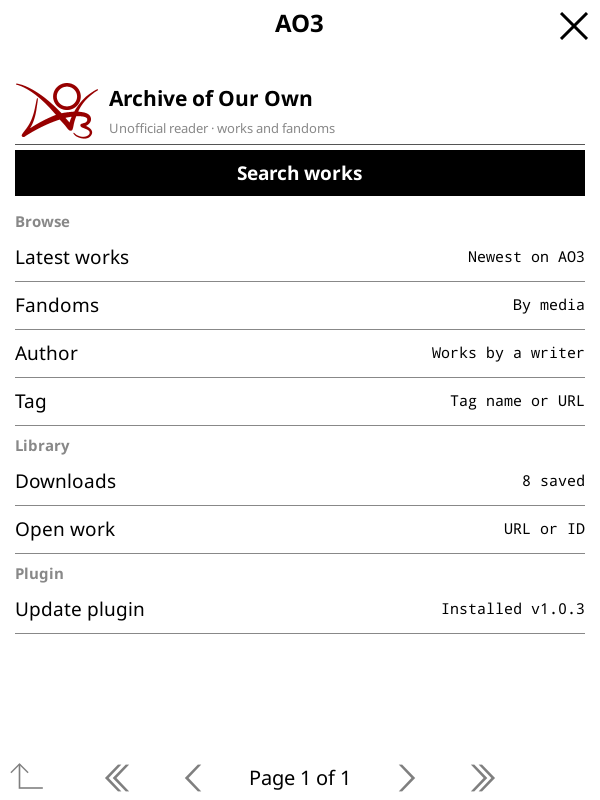 AO3
Archive of Our Own
Unofficial reader · works and fandoms
Search works
Browse
Latest works Newest on AO3
Fandoms By media
Author Works by a writer
Tag Tag name or URL
Library
Downloads 8 saved
Open work URL or ID
Plugin
Update plugin Installed v1.0.3
Page 1 of 1